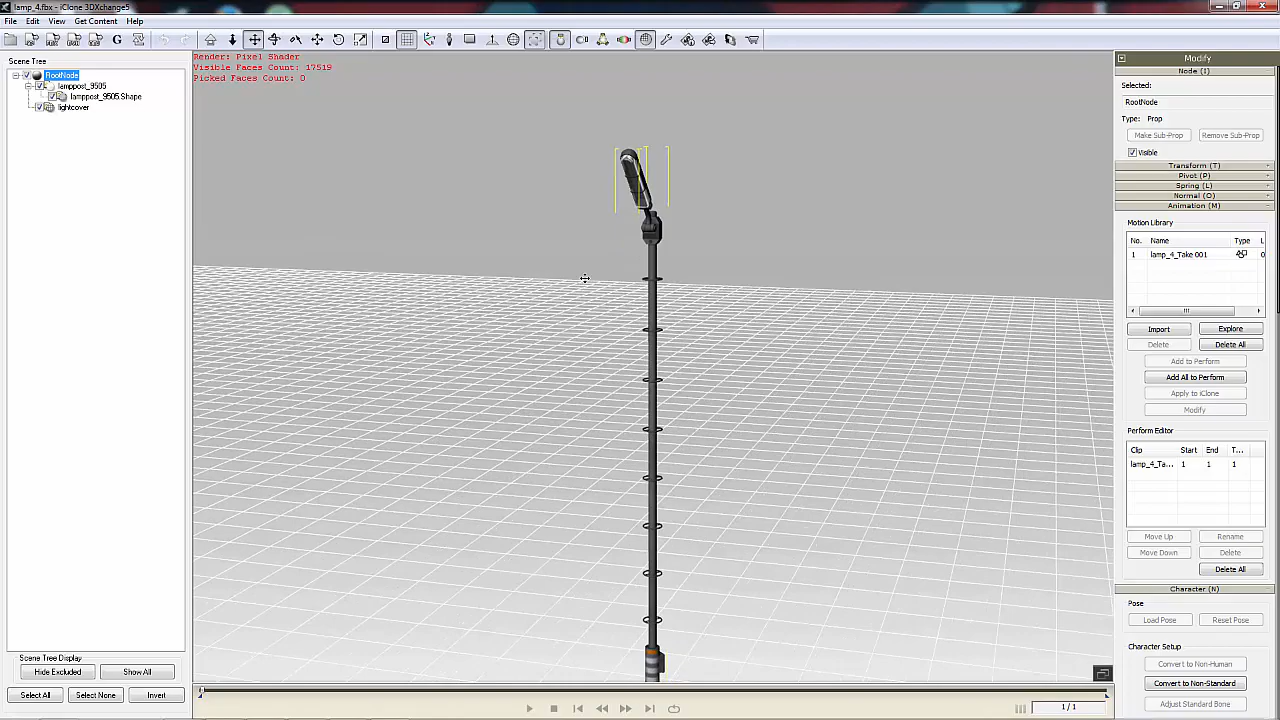 lamp_4.fbx - iClone 3DXchange5
File Edit View Get Content Help
Scene Tree
RootNode
lamppost_9505
lamppost_9505.Shape
lightcover
Scene Tree Display
Hide Excluded Show All
Select All Select None Invert
Render: Pixel Shader
Visible Faces Count: 17519
Picked Faces Count: 0
1 / 1
Modify
Node (I)
Selected:
RootNode
Type: Prop
Make Sub-Prop Remove Sub-Prop
Visible
Transform (T)
Pivot (P)
Spring (L)
Normal (O)
Animation (M)
Motion Library
No. Name Type L
1 lamp_4_Take 001 0
Import Explore
Delete Delete All
Add to Perform
Add All to Perform
Apply to iClone
Modify
Perform Editor
Clip Start End T...
lamp_4_Ta... 1 1 1
Move Up Rename
Move Down Delete
Delete All
Character (N)
Pose
Load Pose Reset Pose
Character Setup
Convert to Non-Human
Convert to Non-Standard
Adjust Standard Bone